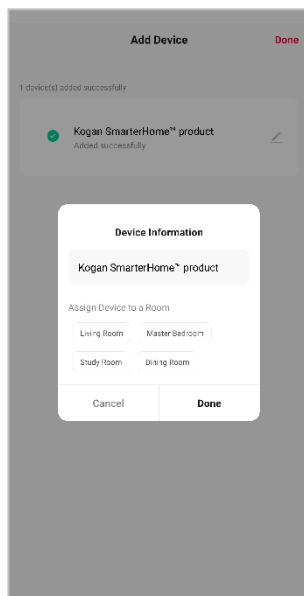 Add Device
Done
1 device(s) added successfully
Kogan SmarterHome™ product
Added successfully
Device Information
Kogan SmarterHome™ product
Assign Device to a Room
Living Room
Master Bedroom
Study Room
Dining Room
Cancel
Done